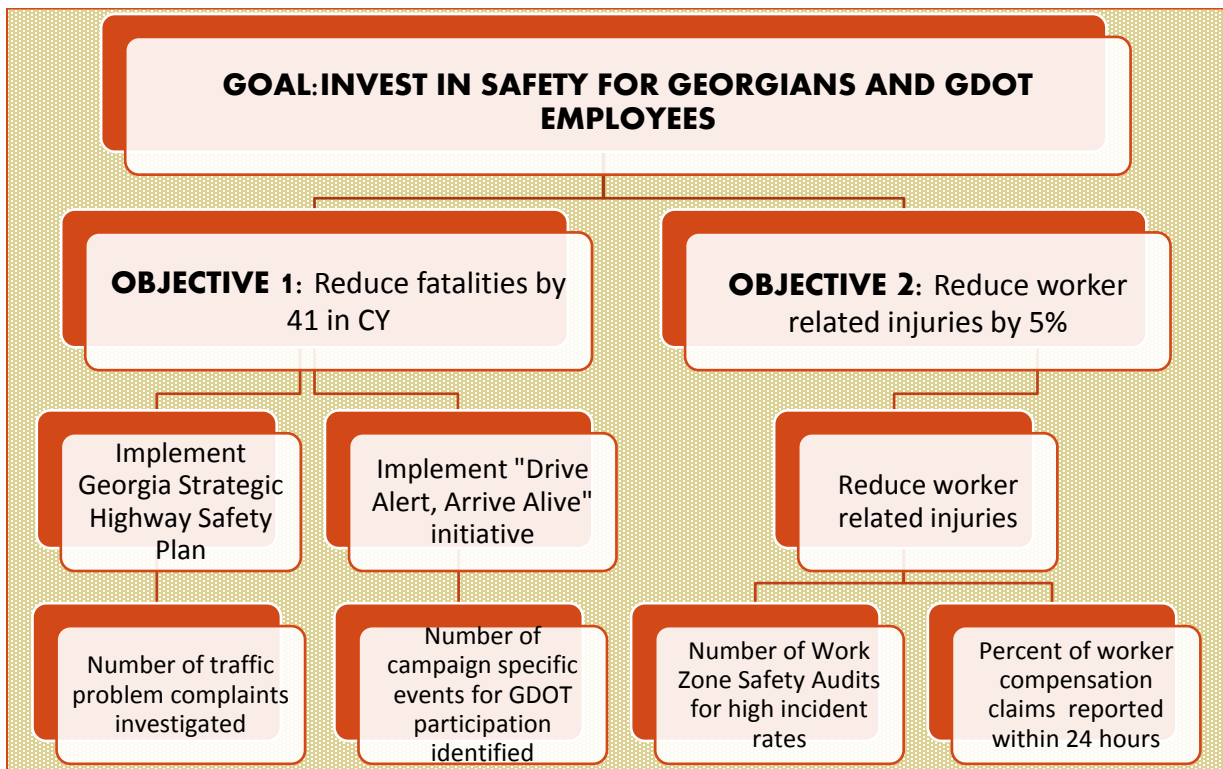 GOAL:INVEST IN SAFETY FOR GEORGIANS AND GDOT
EMPLOYEES
OBJECTIVE 1: Reduce fatalities by
41 in CY
OBJECTIVE 2: Reduce worker
related injuries by 5%
Implement
Georgia Strategic
Highway Safety
Plan
Implement "Drive
Alert, Arrive Alive"
initiative
Reduce worker
related injuries
Number of traffic
problem complaints
investigated
Number of
campaign specific
events for GDOT
participation
identified
Number of Work
Zone Safety Audits
for high incident
rates
Percent of worker
compensation
claims reported
within 24 hours